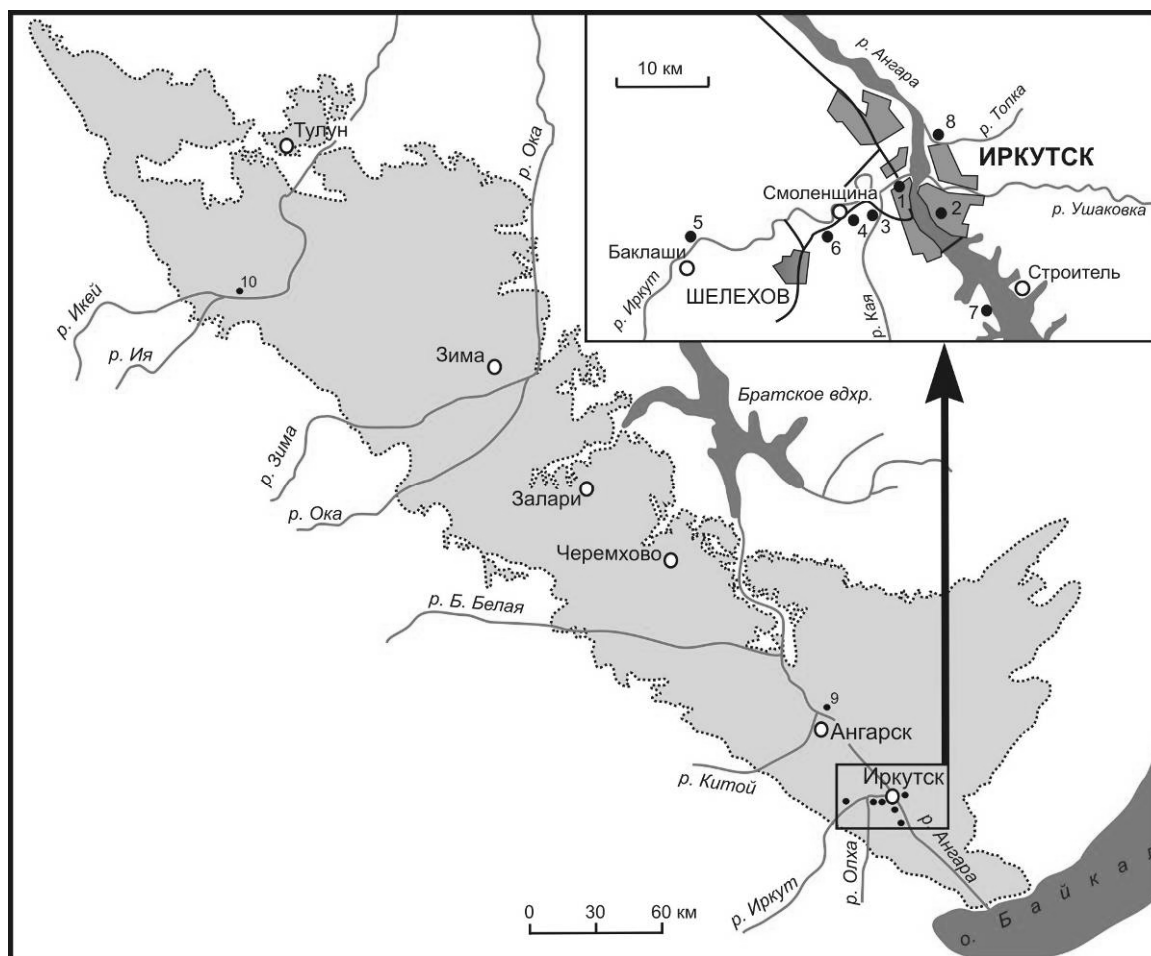 10 км
р. Ангара
8
р. Топка
ИРКУТСК
Смоленщина
1
2
р. Ушаковка
5
4
3
6
Баклаши
Строитель
р. Иркут
ШЕЛЕХОВ
р. Кая
7
Тулун
р. Ока
10
р. Икей
р. Ия
Зима
Братское вдхр.
р. Зима
Залари
р. Ока
Черемхово
р. Б. Белая
9
Ангарск
р. Китой
Иркутск
р. Ангара
р. Олха
р. Иркут
0 30 60 км
о. Байкал